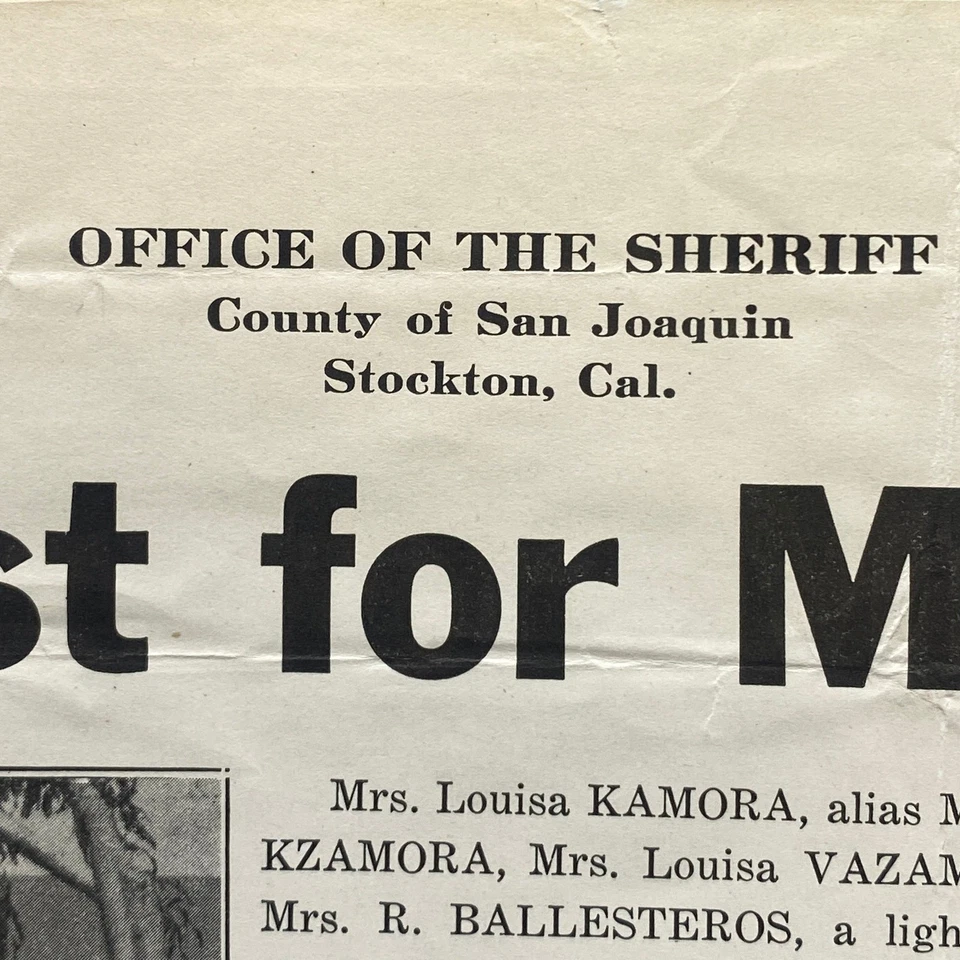 OFFICE OF THE SHERIFF
County of San Joaquin
Stockton, Cal.
st for M
Mrs. Louisa KAMORA, alias M
KZAMORA, Mrs. Louisa VAZAM
Mrs. R. BALLESTEROS, a ligh